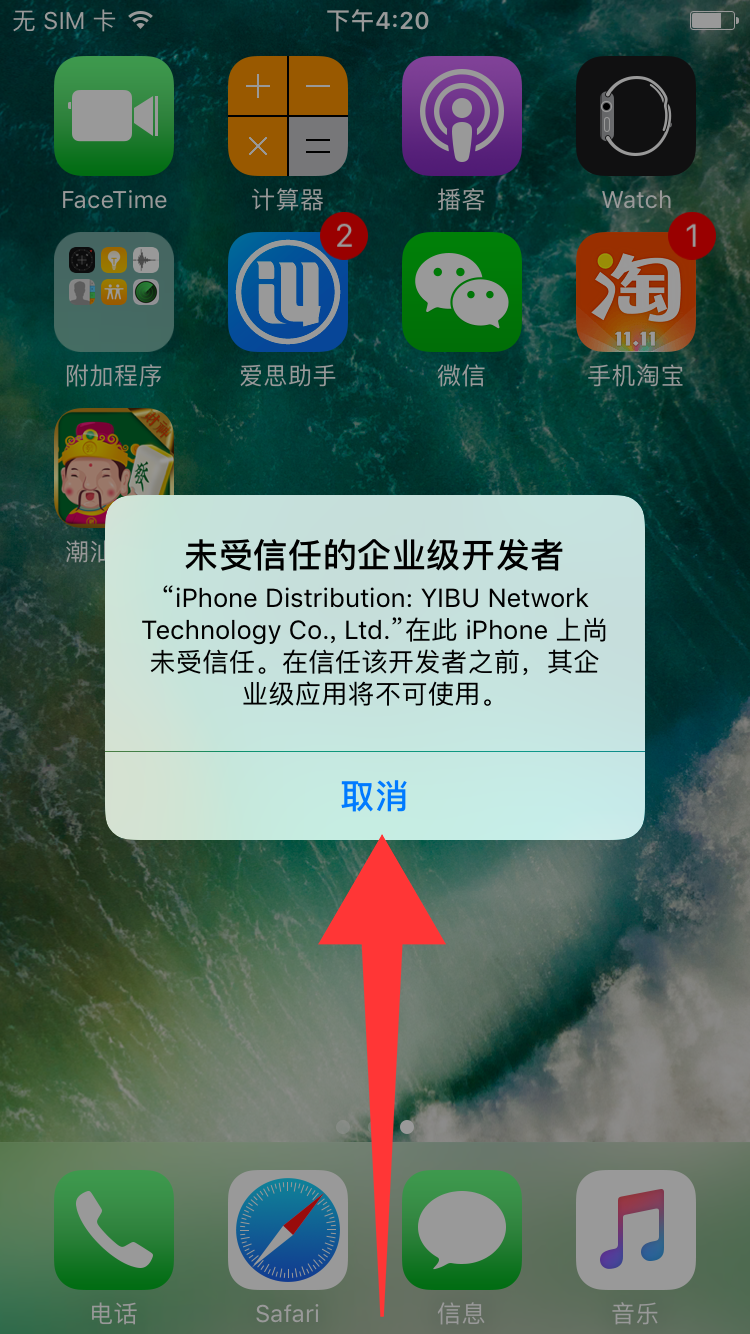 无 SIM 卡
下午4:20
FaceTime
计算器
播客
Watch
2
1
淘
11.11
附加程序
爱思助手
微信
手机淘宝
财神
發
潮汕
未受信任的企业级开发者
“iPhone Distribution: YIBU Network
Technology Co., Ltd.”在此 iPhone 上尚
未受信任。在信任该开发者之前，其企
业级应用将不可使用。
取消
电话
Safari
信息
音乐